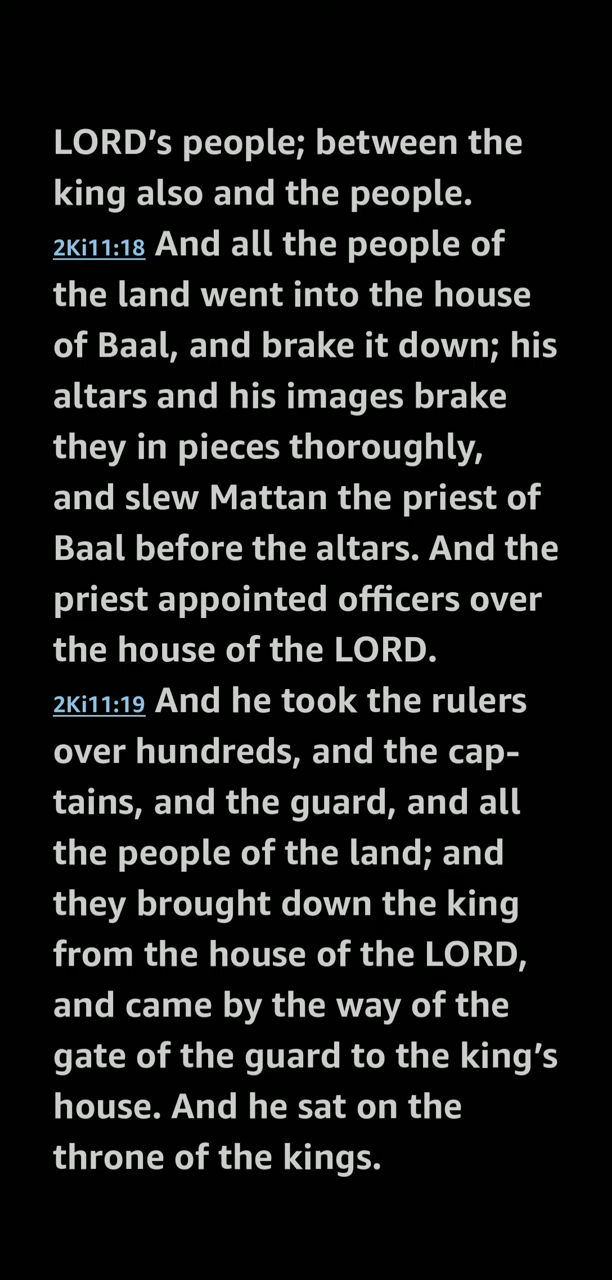 LORD’s people; between the
king also and the people.
2Ki11:18 And all the people of
the land went into the house
of Baal, and brake it down; his
altars and his images brake
they in pieces thoroughly,
and slew Mattan the priest of
Baal before the altars. And the
priest appointed officers over
the house of the LORD.
2Ki11:19 And he took the rulers
over hundreds, and the cap-
tains, and the guard, and all
the people of the land; and
they brought down the king
from the house of the LORD,
and came by the way of the
gate of the guard to the king’s
house. And he sat on the
throne of the kings.